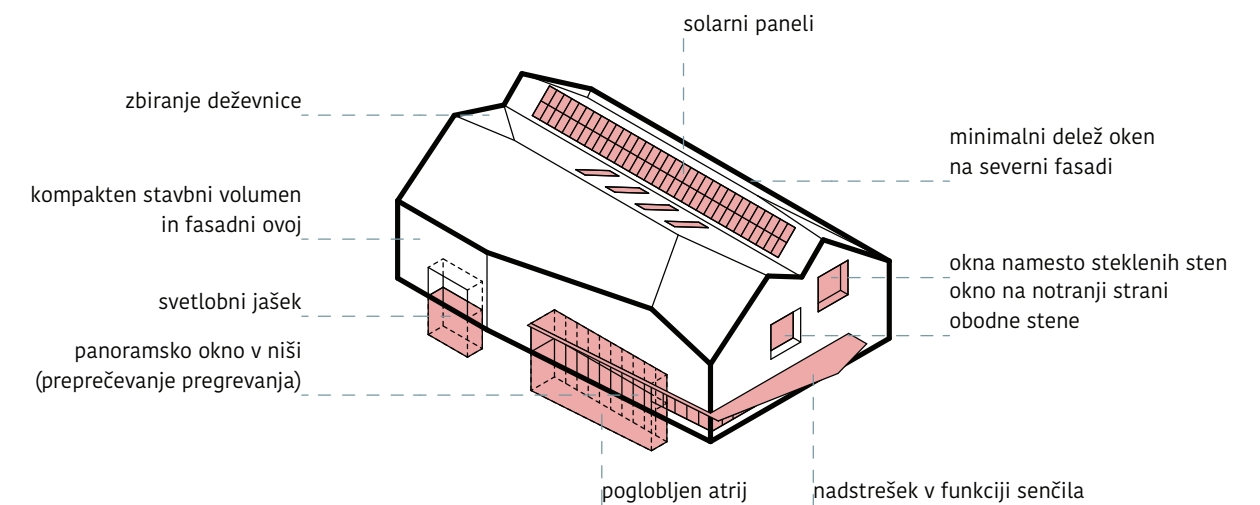 solarni paneli
zbiranje deževnice
minimalni delež oken
na severni fasadi
kompakten stavbni volumen
in fasadni ovoj
okna namesto steklenih sten
okno na notranji strani
obodne stene
svetlobni jašek
panoramsko okno v niši
(preprečevanje pregrevanja)
poglobljen atrij
nadstrešek v funkciji senčila